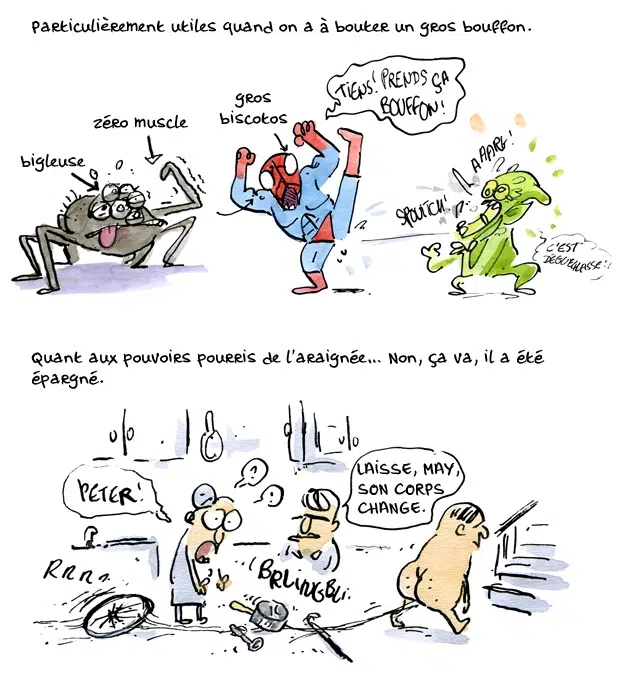 Particulièrement utiles quand on a à bouter un gros bouffon.
TIENS! PRENDS ÇA
BOUFFON!
gros
biscotos
zéro muscle
bigleuse
AAAARG!
SPOUITCH!
C'EST
DÉGUEULASSE!
Quant aux pouvoirs pourris de l'araignée... Non, ça va, il a été
épargné.
PETER!
LAISSE, MAY,
SON CORPS
CHANGE.
RRRR..
BRLINGBLI..